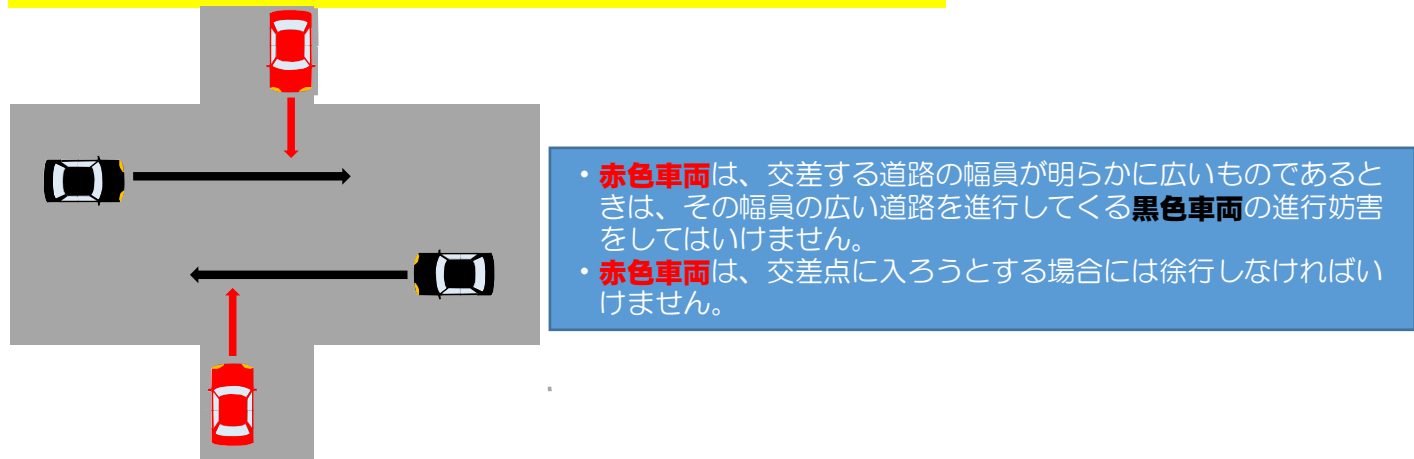 ・赤色車両は、交差する道路の幅員が明らかに広いものであると
きは、その幅員の広い道路を進行してくる黒色車両の進行妨害
をしてはいけません。
・赤色車両は、交差点に入ろうとする場合には徐行しなければい
けません。